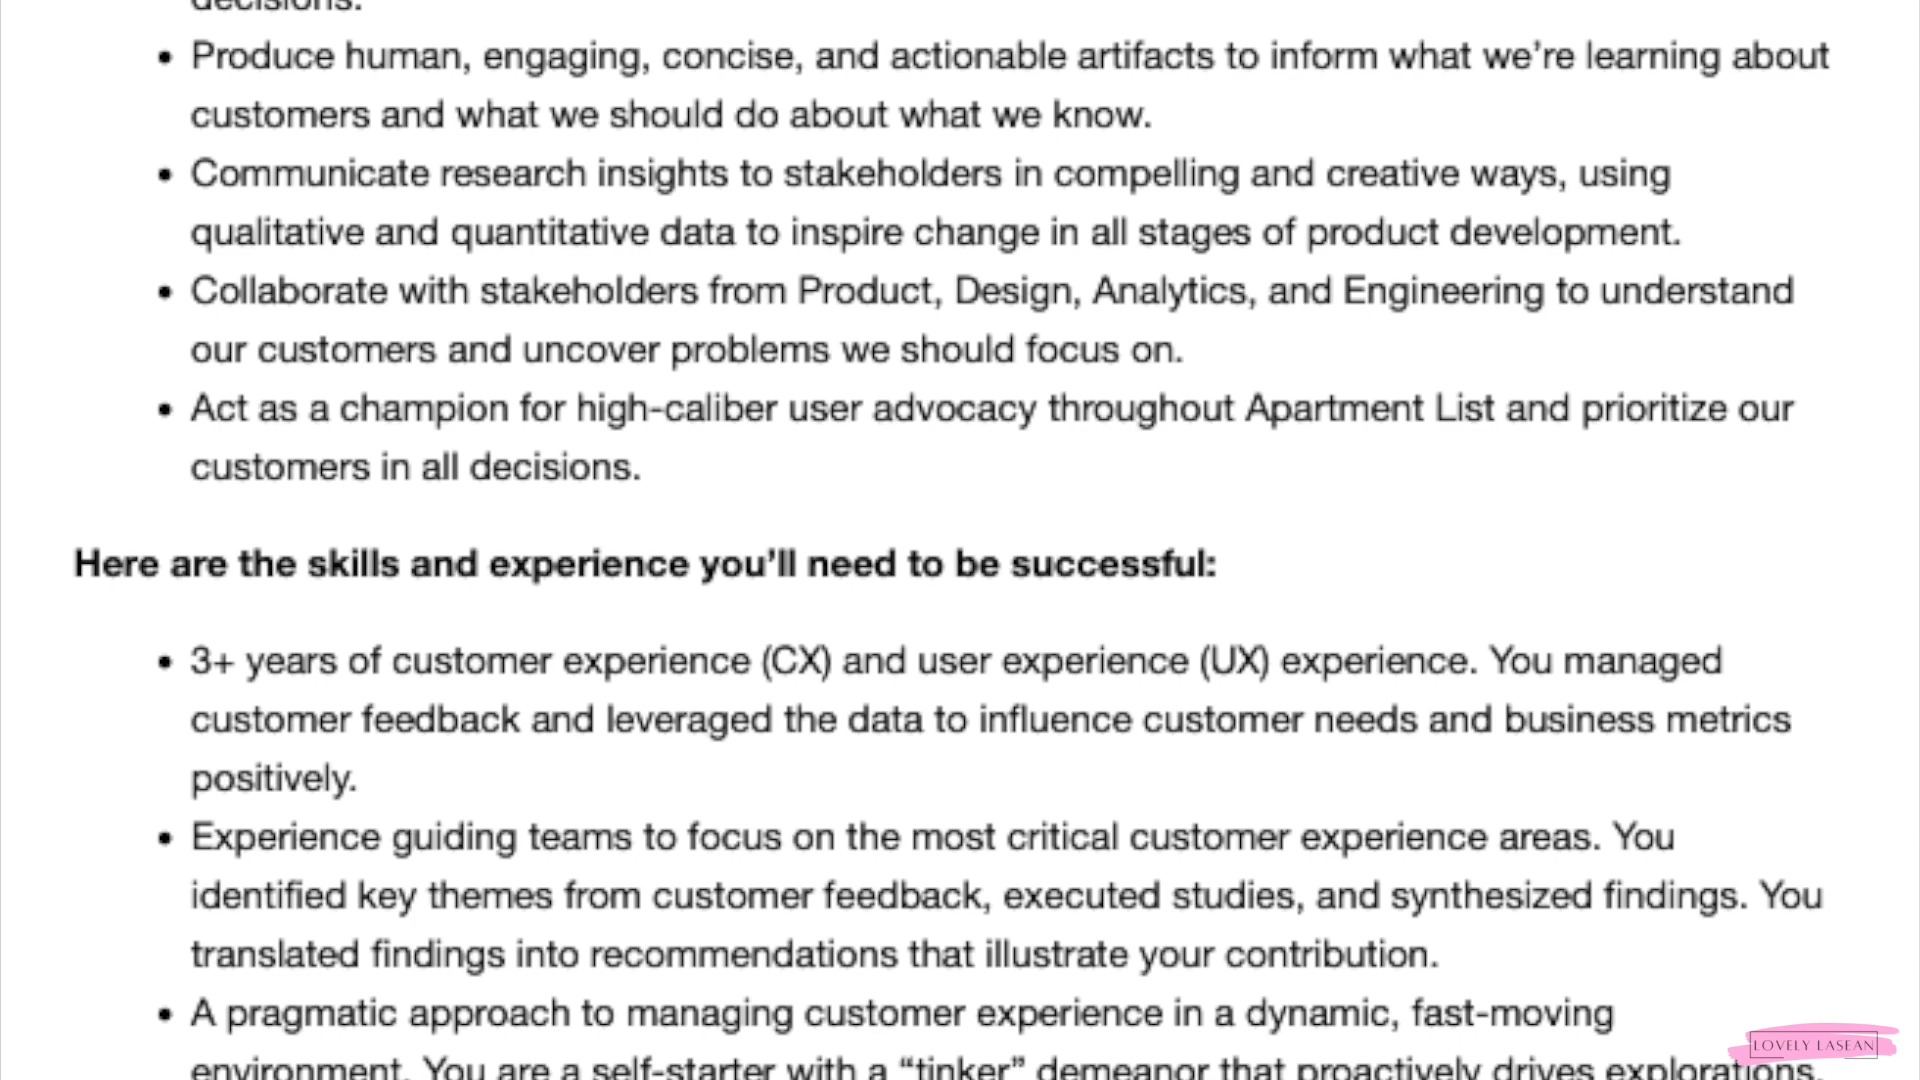 decisions.
• Produce human, engaging, concise, and actionable artifacts to inform what we’re learning about
customers and what we should do about what we know.
• Communicate research insights to stakeholders in compelling and creative ways, using
qualitative and quantitative data to inspire change in all stages of product development.
• Collaborate with stakeholders from Product, Design, Analytics, and Engineering to understand
our customers and uncover problems we should focus on.
• Act as a champion for high-caliber user advocacy throughout Apartment List and prioritize our
customers in all decisions.
Here are the skills and experience you’ll need to be successful:
• 3+ years of customer experience (CX) and user experience (UX) experience. You managed
customer feedback and leveraged the data to influence customer needs and business metrics
positively.
• Experience guiding teams to focus on the most critical customer experience areas. You
identified key themes from customer feedback, executed studies, and synthesized findings. You
translated findings into recommendations that illustrate your contribution.
• A pragmatic approach to managing customer experience in a dynamic, fast-moving
environment. You are a self-starter with a “tinker” demeanor that proactively drives explorations.
LOVELY LASEAN